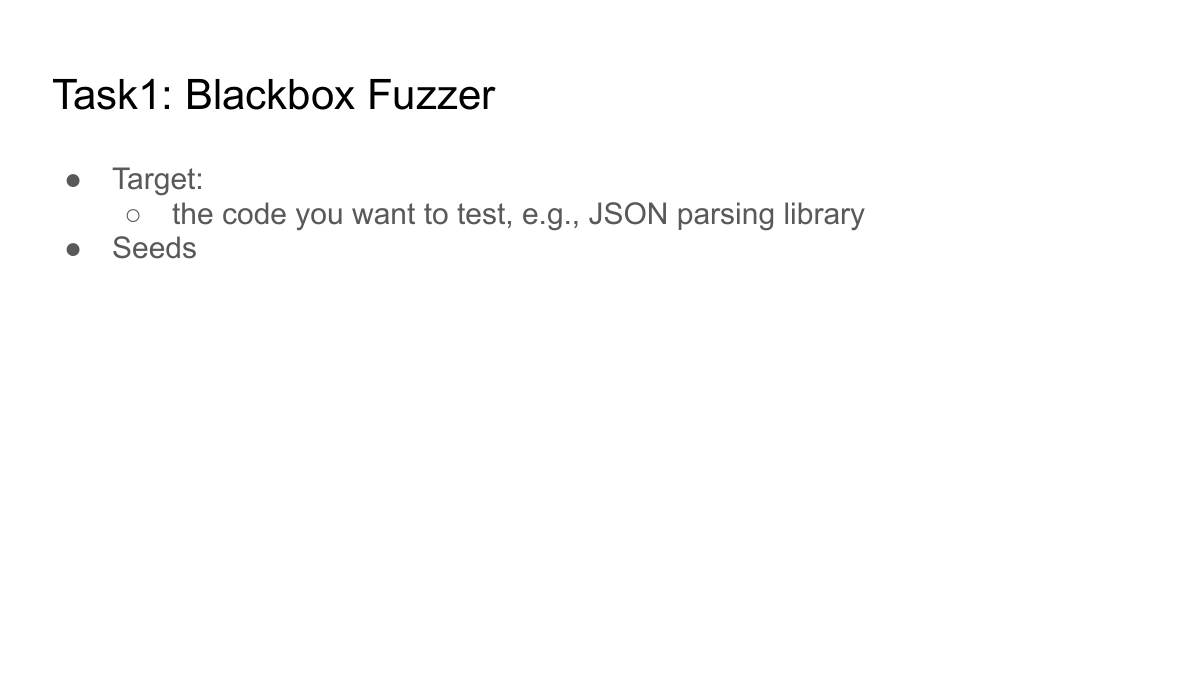 Task1: Blackbox Fuzzer
● Target:
○ the code you want to test, e.g., JSON parsing library
● Seeds